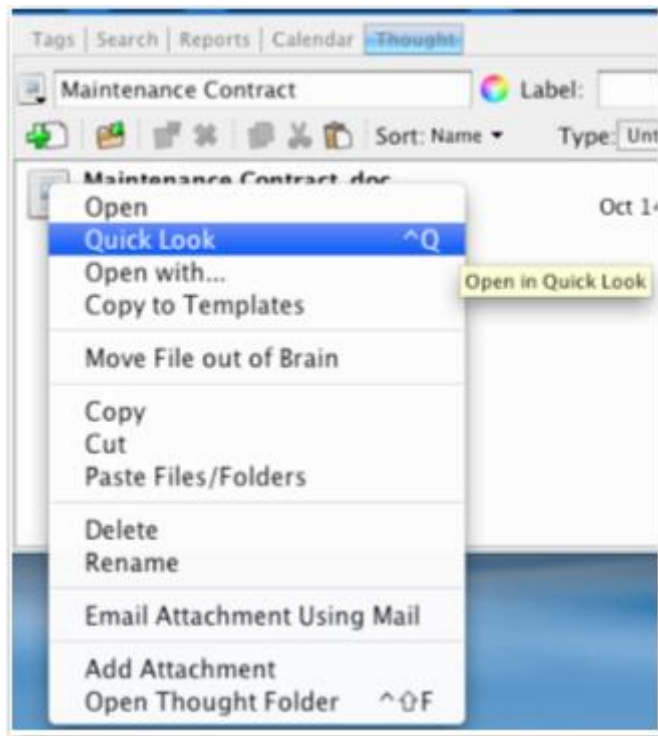 Tags | Search | Reports | Calendar Thought
Maintenance Contract Label:
Sort: Name Type: Unt
Maintenance Contract.doc
Oct 14
Open
Quick Look ^Q
Open in Quick Look
Open with...
Copy to Templates
Move File out of Brain
Copy
Cut
Paste Files/Folders
Delete
Rename
Email Attachment Using Mail
Add Attachment
Open Thought Folder ^⇧F